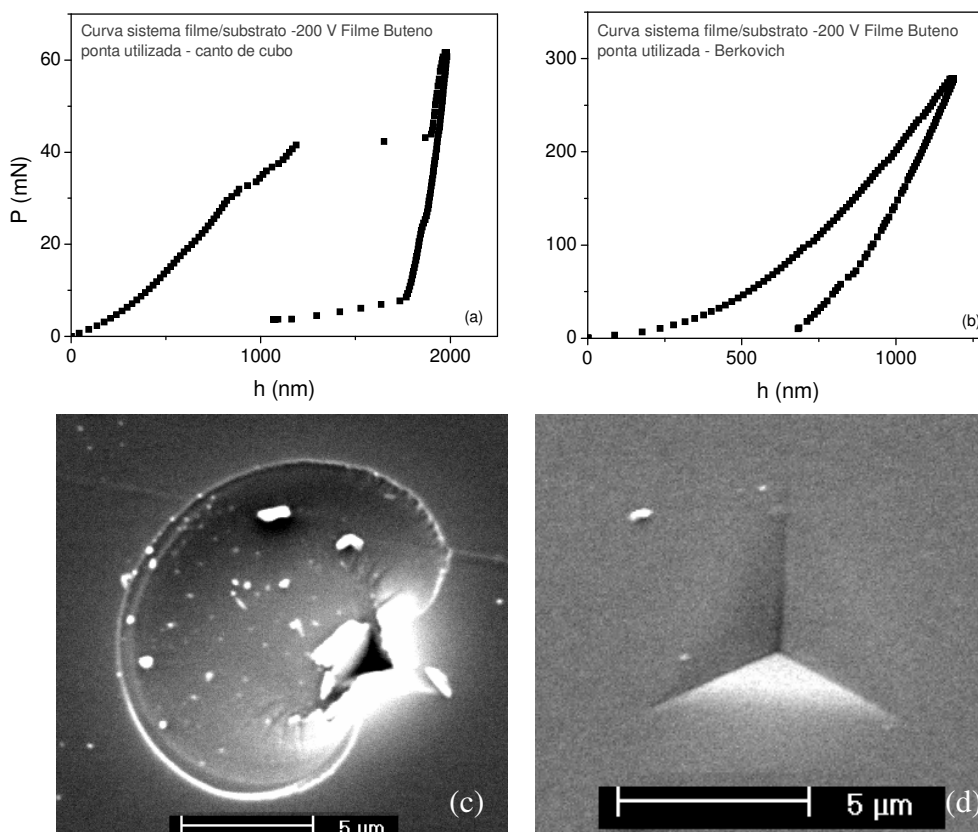 Curva sistema filme/substrato -200 V Filme Buteno
ponta utilizada - canto de cubo
60
40
20
0
P (mN)
0
1000
2000
h (nm)
(a)
Curva sistema filme/substrato -200 V Filme Buteno
ponta utilizada - Berkovich
300
200
100
0
0
500
1000
h (nm)
(b)
5 µm
(c)
5 µm
(d)